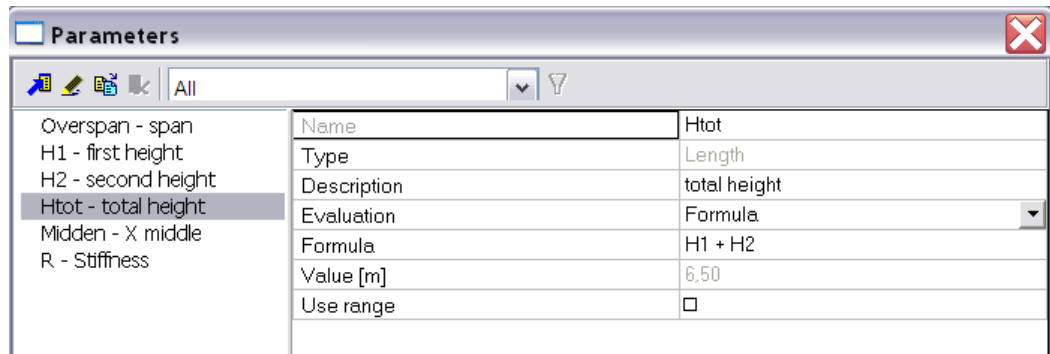 Parameters
All
Overspan - span
H1 - first height
H2 - second height
Htot - total height
Midden - X middle
R - Stiffness
Name Htot
Type Length
Description total height
Evaluation Formula
Formula H1 + H2
Value [m] 6,50
Use range